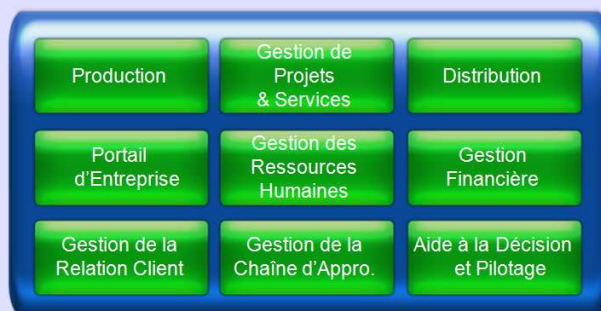 Production
Gestion de
Projets
& Services
Distribution
Portail
d'Entreprise
Gestion des
Ressources
Humaines
Gestion
Financière
Gestion de la
Relation Client
Gestion de la
Chaîne d'Appro.
Aide à la Décision
et Pilotage